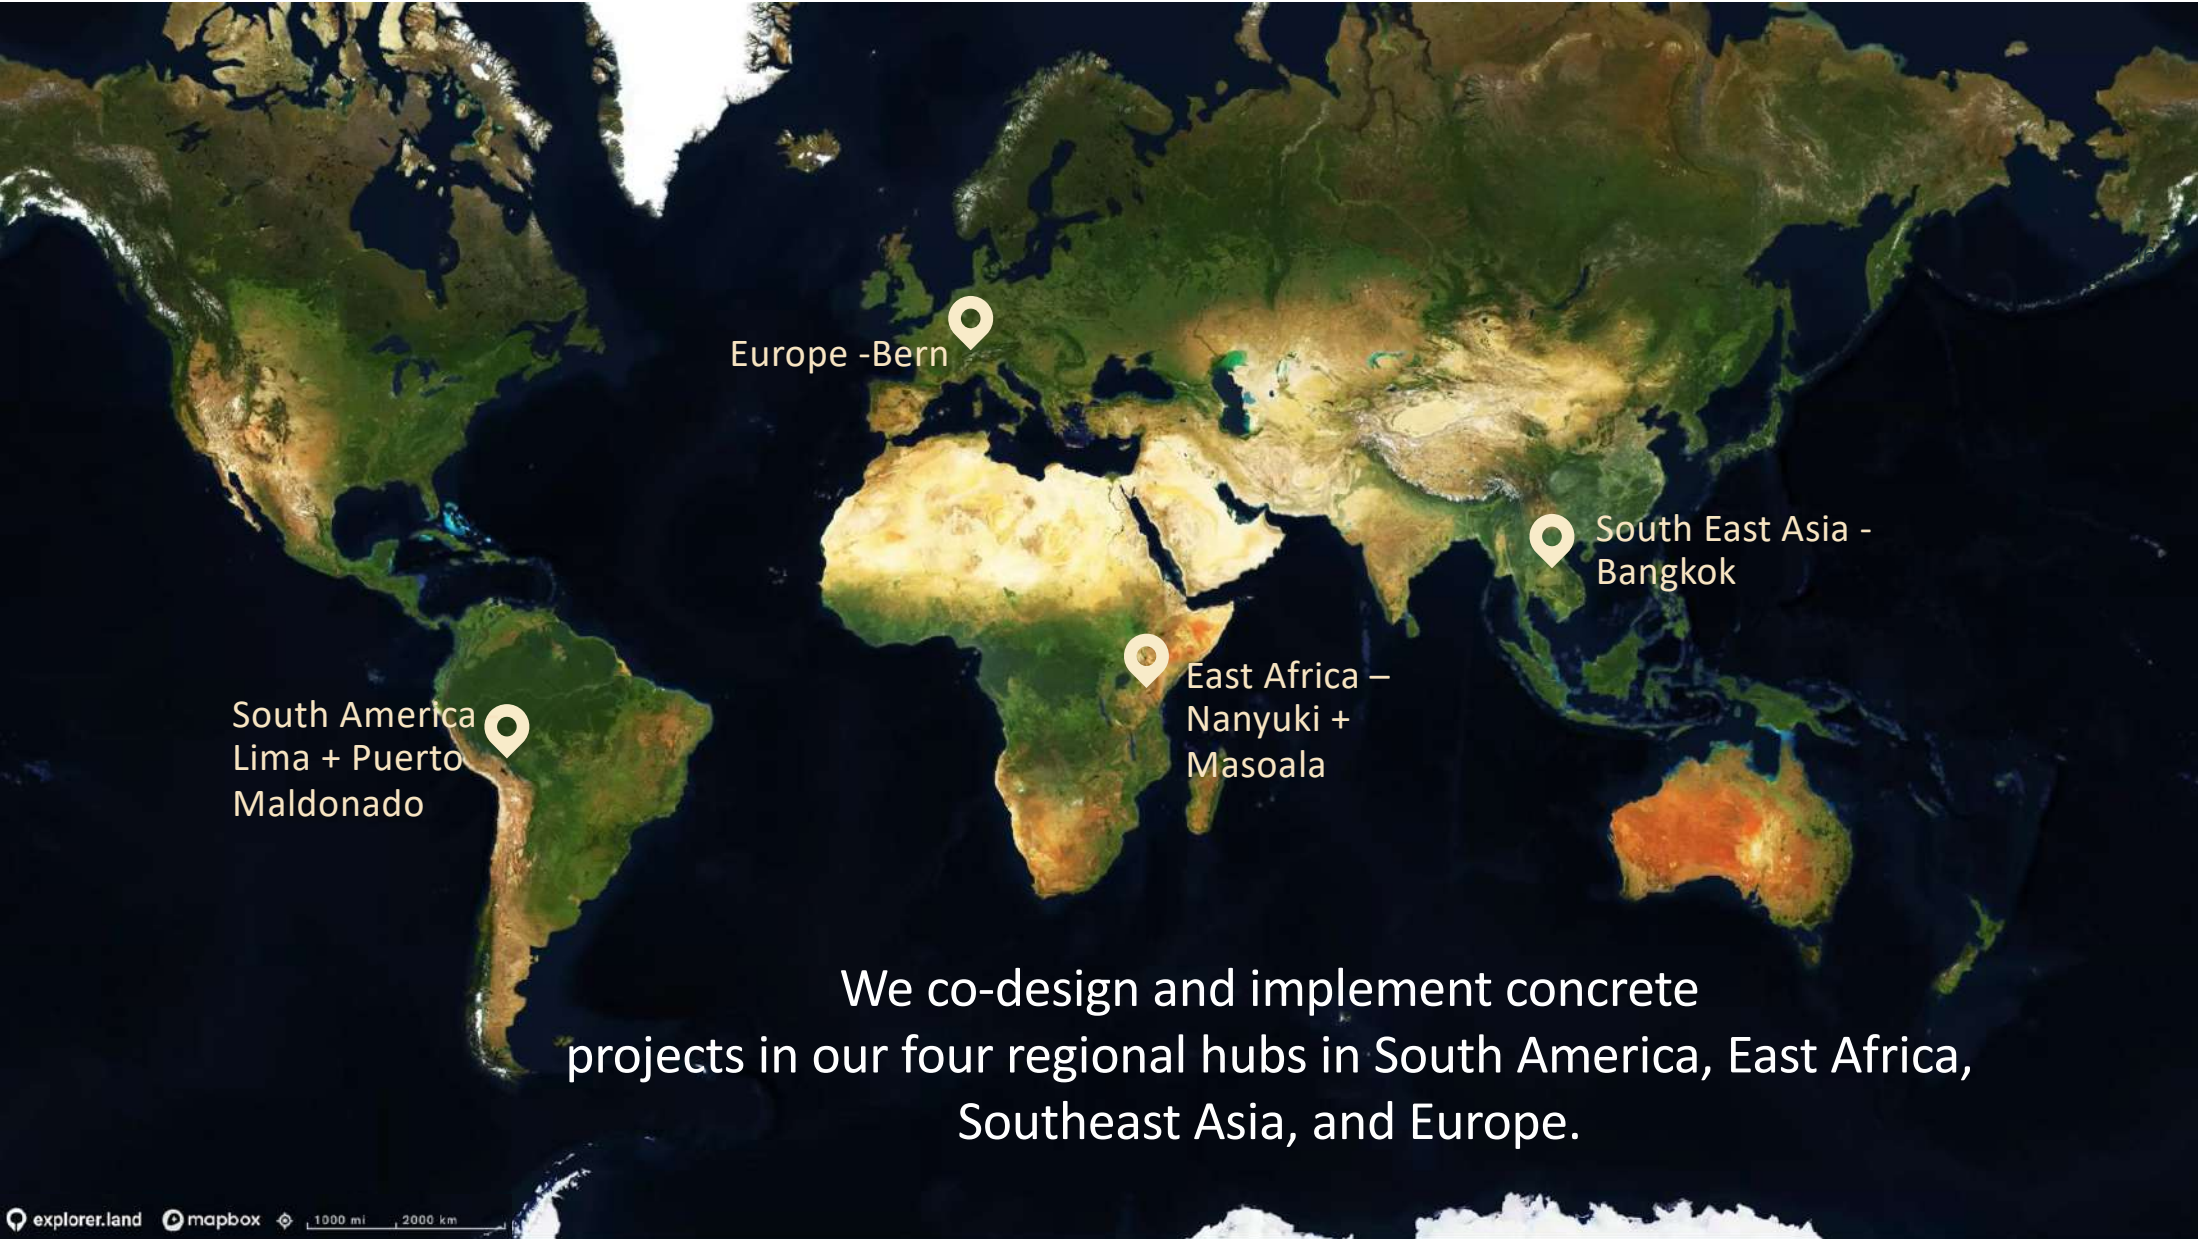 Europe -Bern
South East Asia -
Bangkok
East Africa –
Nanyuki +
Masoala
South America
Lima + Puerto
Maldonado
We co-design and implement concrete
projects in our four regional hubs in South America, East Africa,
Southeast Asia, and Europe.
explorer.land mapbox 1000 mi 2000 km